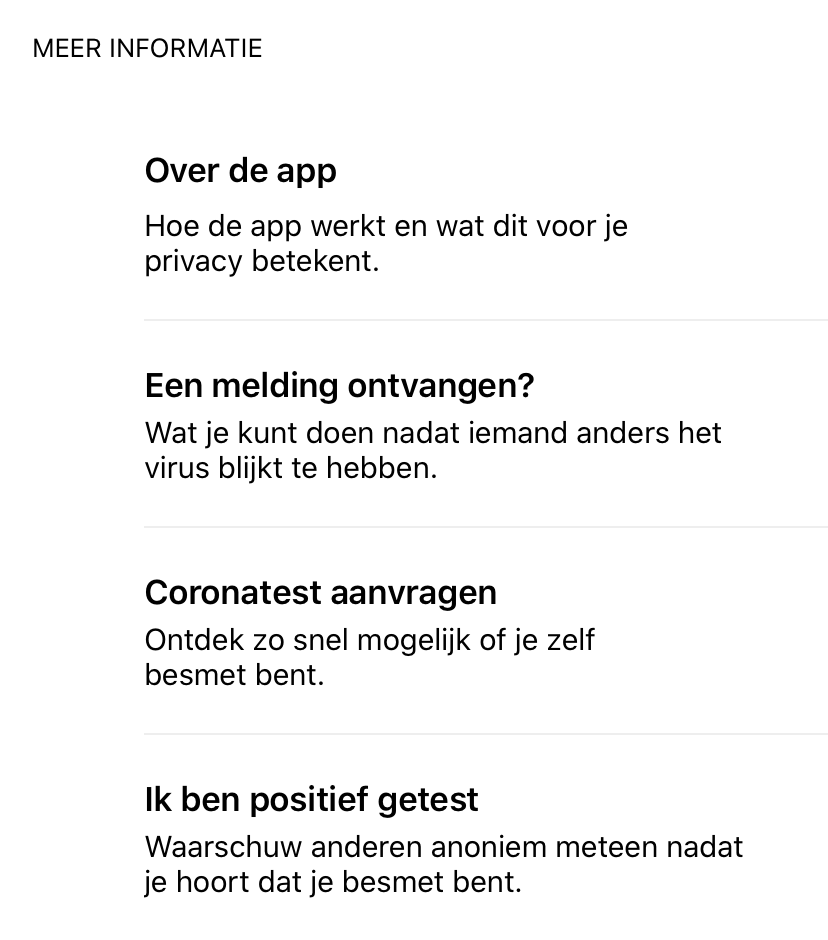 MEER INFORMATIE
Over de app
Hoe de app werkt en wat dit voor je
privacy betekent.
Een melding ontvangen?
Wat je kunt doen nadat iemand anders het
virus blijkt te hebben.
Coronatest aanvragen
Ontdek zo snel mogelijk of je zelf
besmet bent.
Ik ben positief getest
Waarschuw anderen anoniem meteen nadat
je hoort dat je besmet bent.